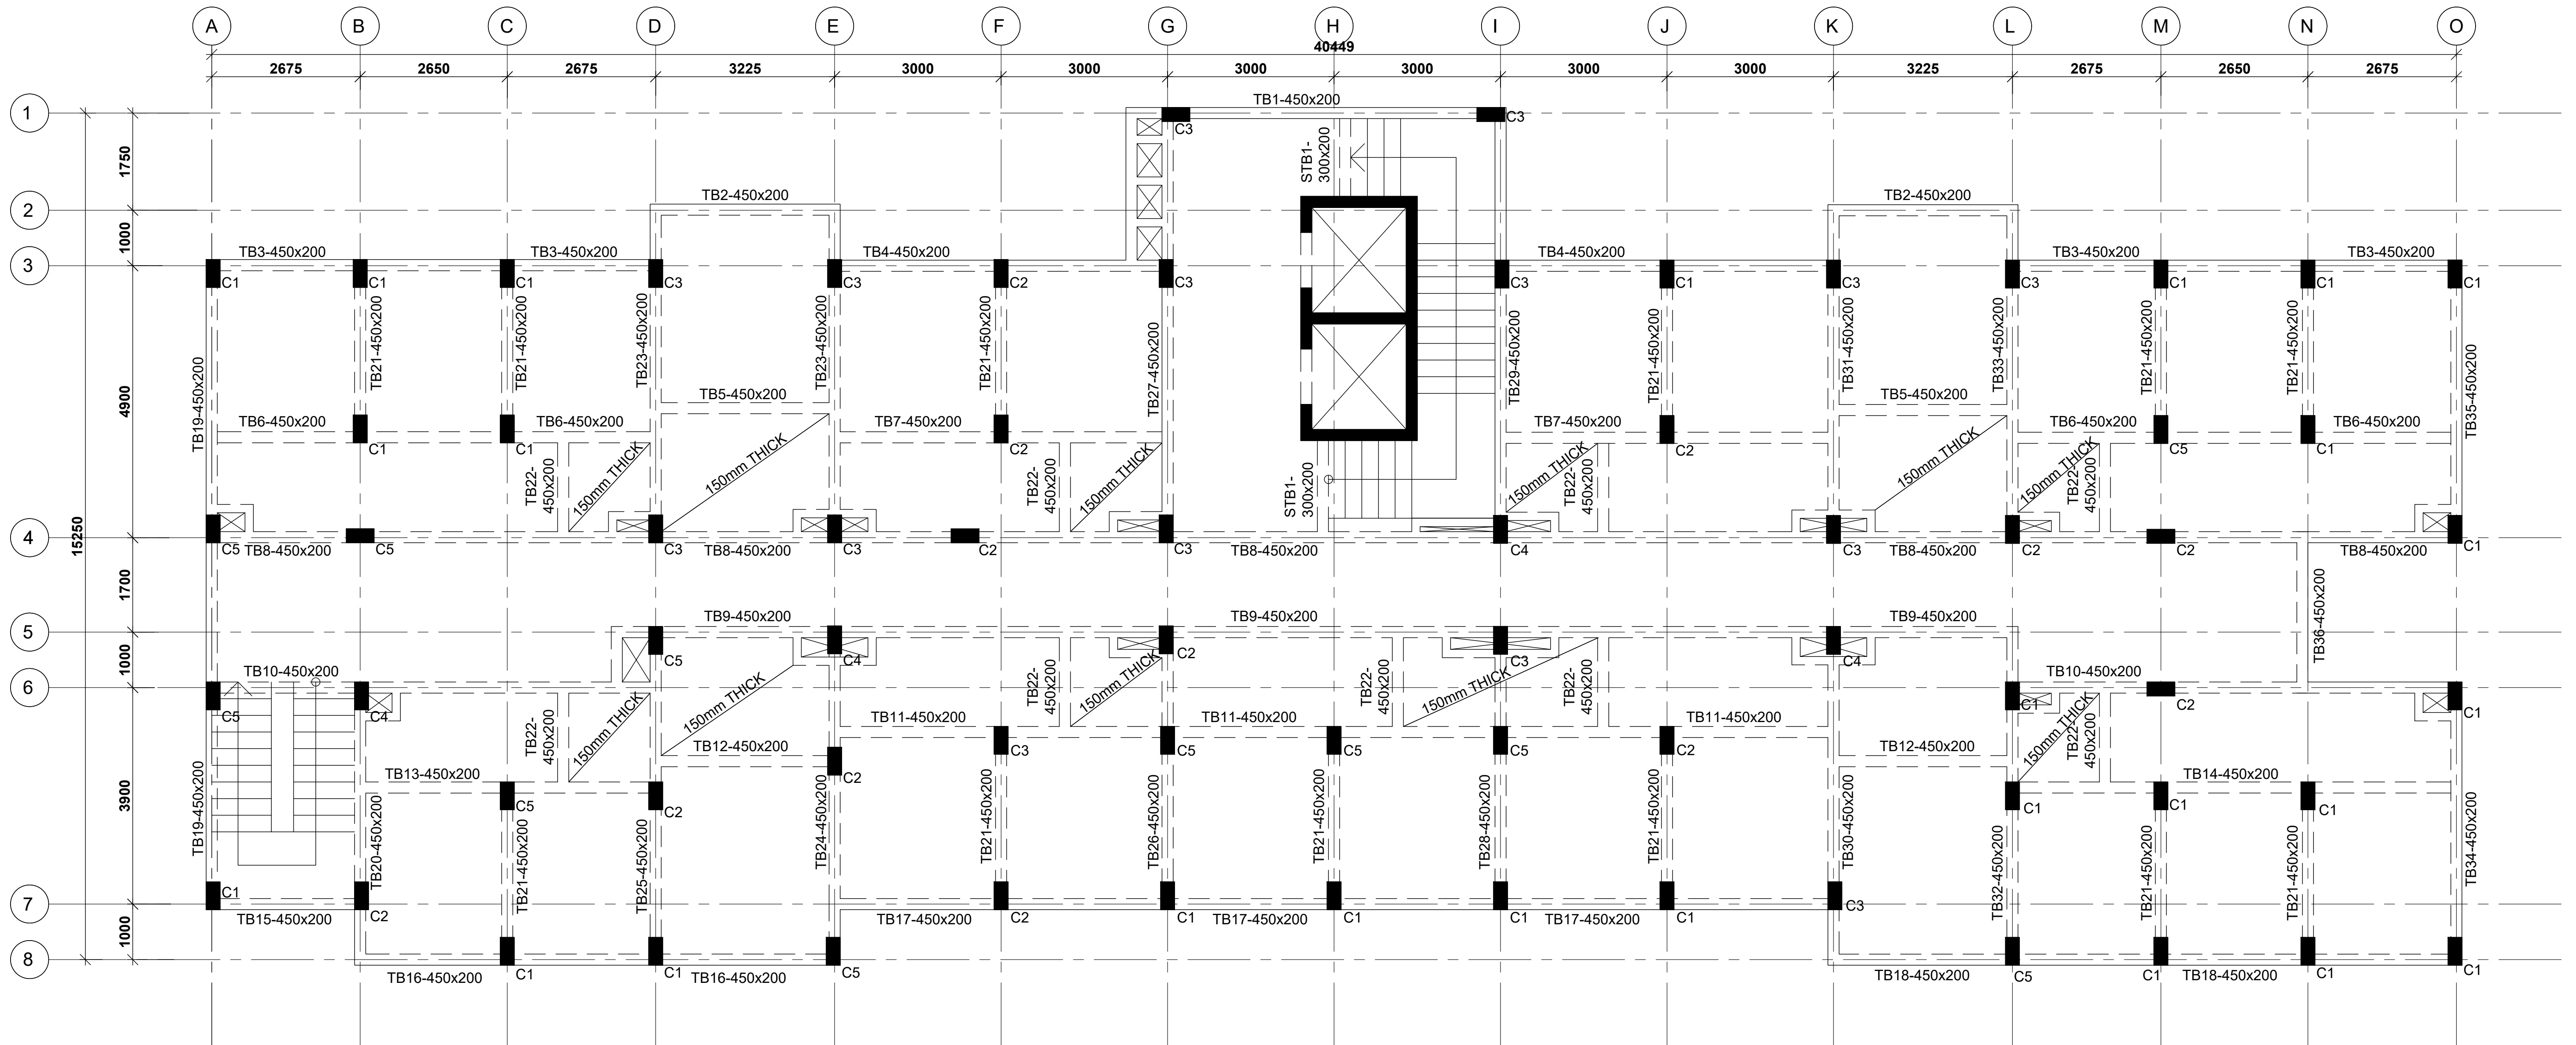 A B C D E F G H I J K L M N O
40449
2675 2650 2675 3225 3000 3000 3000 3000 3000 3000 3225 2675 2650 2675
1
TB1-450x200
C3 C3
1750
STB1-
300x200
2
TB2-450x200 TB2-450x200
1000
3
TB3-450x200 TB3-450x200 TB4-450x200 TB4-450x200 TB3-450x200 TB3-450x200
C1 C1 C1 C3 C3 C2 C3 C3 C1 C3 C3 C1 C1 C1
TB19-450x200 TB21-450x200 TB21-450x200 TB23-450x200 TB23-450x200 TB21-450x200 TB27-450x200 TB29-450x200 TB21-450x200 TB31-450x200 TB33-450x200 TB21-450x200 TB21-450x200 TB35-450x200
4900
TB5-450x200 TB5-450x200
TB6-450x200 TB6-450x200 TB7-450x200 TB7-450x200 TB6-450x200 TB6-450x200
C1 C1 C2 C2 C5 C1
TB22-
450x200
150mm THICK
150mm THICK
TB22-
450x200
150mm THICK
STB1-
300x200
150mm THICK
TB22-
450x200
150mm THICK
150mm THICK
TB22-
450x200
15250
4
C5 C5 C3 C3 C2 C3 C4 C3 C2 C2 C1
TB8-450x200 TB8-450x200 TB8-450x200 TB8-450x200 TB8-450x200
1700
TB36-450x200
5
TB9-450x200 TB9-450x200 TB9-450x200
C5 C4 C2 C3 C4
1000
6
TB10-450x200 TB10-450x200
C5 C4 C1 C2 C1
TB22-
450x200
150mm THICK
150mm THICK
TB22-
450x200
150mm THICK
TB22-
450x200
150mm THICK
TB22-
450x200
150mm THICK
TB22-
450x200
TB11-450x200 TB11-450x200 TB11-450x200
C3 C5 C5 C5 C2
TB12-450x200 TB12-450x200
C2
TB13-450x200 TB14-450x200
C5 C2 C1 C1 C1
3900
TB19-450x200 TB20-450x200 TB21-450x200 TB25-450x200 TB24-450x200 TB21-450x200 TB26-450x200 TB21-450x200 TB28-450x200 TB21-450x200 TB30-450x200 TB32-450x200 TB21-450x200 TB21-450x200 TB34-450x200
7
C1 C2 C2 C1 C1 C1 C1 C3
TB15-450x200 TB17-450x200 TB17-450x200 TB17-450x200
1000
8
C1 C1 C5 C5 C1 C1 C1
TB16-450x200 TB16-450x200 TB18-450x200 TB18-450x200